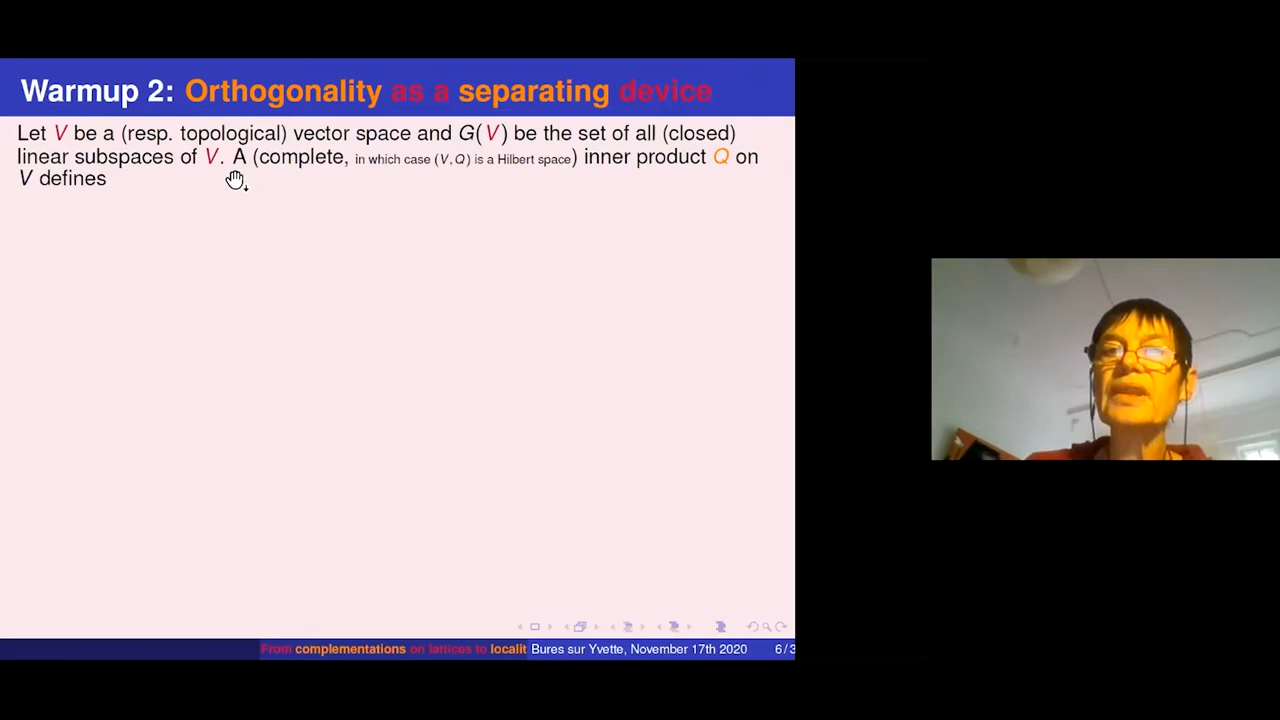 Warmup 2: Orthogonality as a separating device
Let V be a (resp. topological) vector space and G(V) be the set of all (closed)
linear subspaces of V. A (complete, in which case (V, Q) is a Hilbert space) inner product Q on
V defines
From complementations on lattices to localit Bures sur Yvette, November 17th 2020 6/3